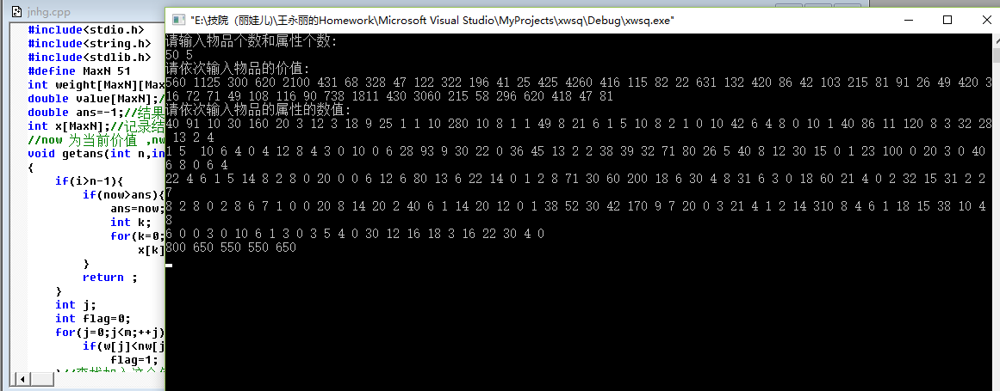 jnhg.cpp
#include<stdio.h>
#include<string.h>
#include<stdlib.h>
#define MaxN 51
int weight[MaxN][Max
double value[MaxN];/
double ans=-1;//结果
int x[MaxN];//记录结
//now 为当前价值 ,nw
void getans(int n,in
{
if(i>n-1){
if(now>ans){
ans=now;
int k;
for(k=0;
x[k]
}
return ;
}
int j;
int flag=0;
for(j=0;j<m;++j)
if(w[j]<nw[j
flag=1;
"E:\技院（丽娃儿)\王永丽的Homework\Microsoft Visual Studio\MyProjects\xwsq\Debug\xwsq.exe"
请输入物品个数和属性个数:
50 5
请依次输入物品的价值:
560 1125 300 620 2100 431 68 328 47 122 322 196 41 25 425 4260 416 115 82 22 631 132 420 86 42 103 215 81 91 26 49 420 3
16 72 71 49 108 116 90 738 1811 430 3060 215 58 296 620 418 47 81
请依次输入物品的属性的数值:
40 91 10 30 160 20 3 12 3 18 9 25 1 1 10 280 10 8 1 1 49 8 21 6 1 5 10 8 2 1 0 10 42 6 4 8 0 10 1 40 86 11 120 8 3 32 28
13 2 4
1 5  10 6 4 0 4 12 8 4 3 0 10 0 6 28 93 9 30 22 0 36 45 13 2 2 38 39 32 71 80 26 5 40 8 12 30 15 0 1 23 100 0 20 3 0 40
6 8 0 6 4
22 4 6 1 5 14 8 2 8 0 20 0 0 6 12 6 80 13 6 22 14 0 1 2 8 71 30 60 200 18 6 30 4 8 31 6 3 0 18 60 21 4 0 2 32 15 31 2 2
7
8 2 8 0 2 8 6 7 1 0 0 20 8 14 20 2 40 6 1 14 20 12 0 1 38 52 30 42 170 9 7 20 0 3 21 4 1 2 14 310 8 4 6 1 18 15 38 10 4
8
6 0 0 3 0 10 6 1 3 0 3 5 4 0 30 12 16 18 3 16 22 30 4 0
800 650 550 550 650